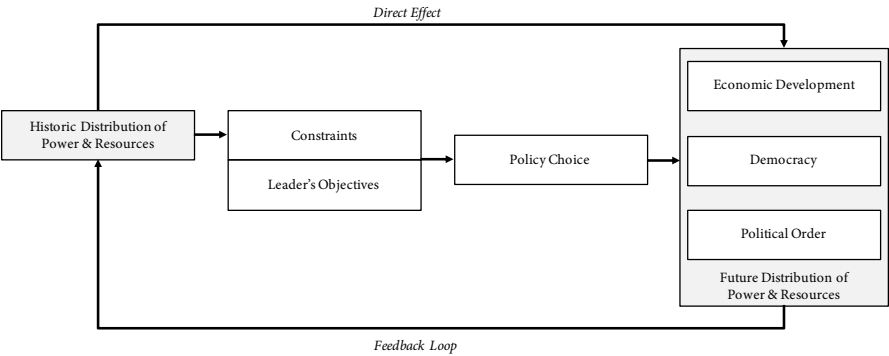 Direct Effect
Historic Distribution of
Power & Resources
Constraints
Leader's Objectives
Policy Choice
Economic Development
Democracy
Political Order
Future Distribution of
Power & Resources
Feedback Loop